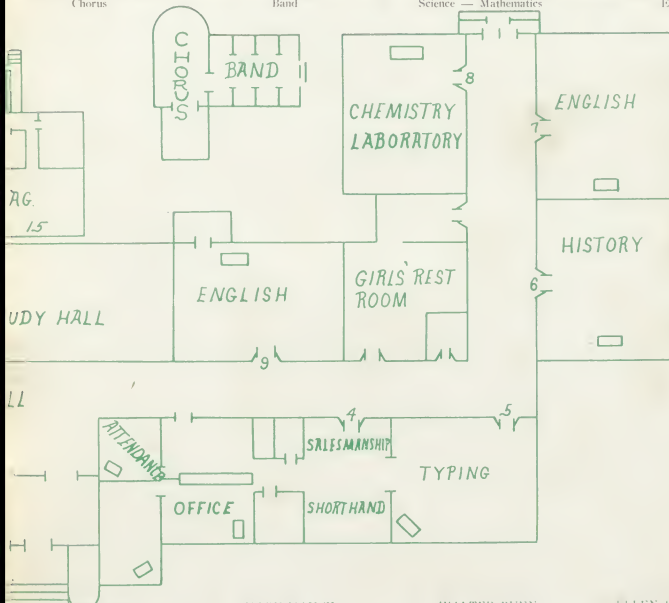 Chorus
Band
Science — Mathematics
CHORUS
BAND
8
CHEMISTRY
LABORATORY
7
ENGLISH
AG.
15
HISTORY
6
ENGLISH
GIRLS' REST
ROOM
UDY HALL
9
LL
4
5
ATTENDANCE
SALESMANSHIP
TYPING
OFFICE
SHORTHAND